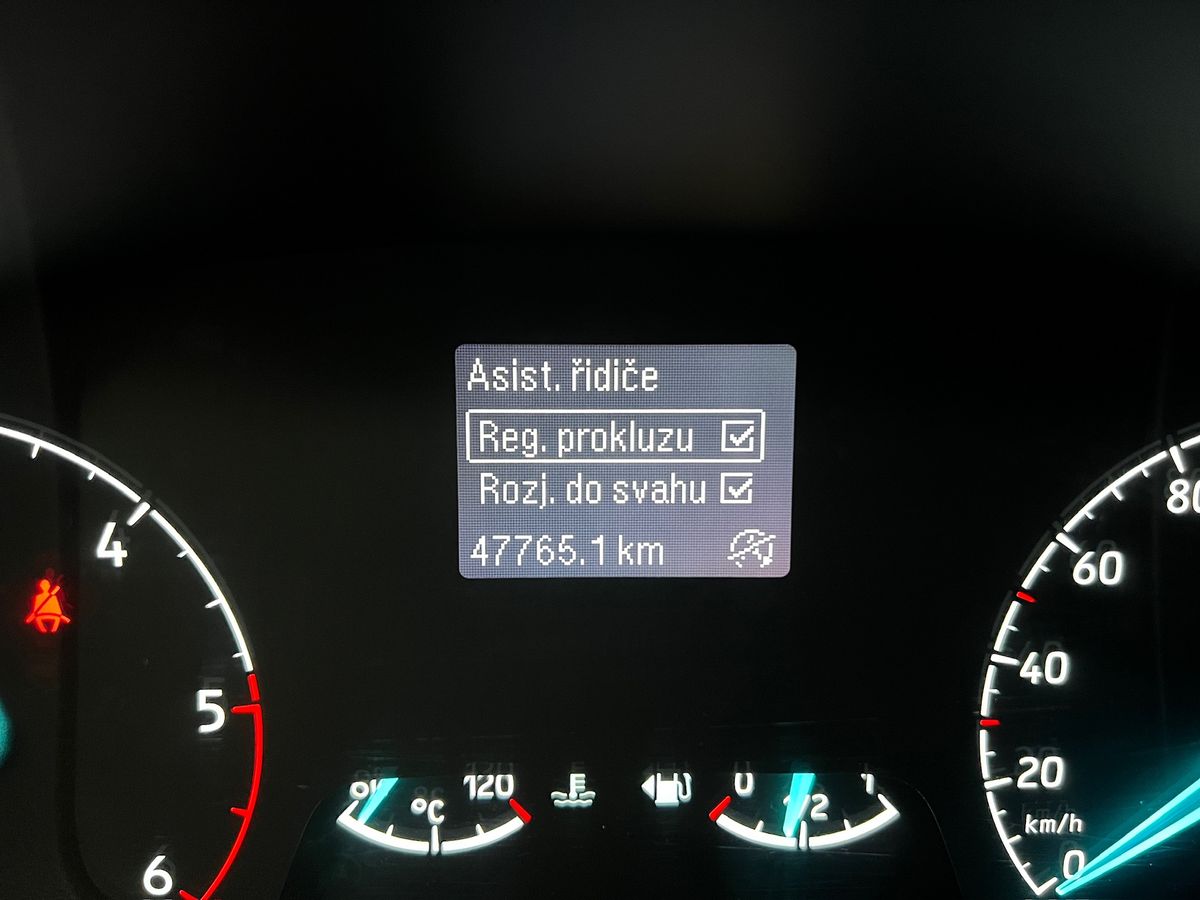 Asist. řidiče
Reg. prokluzu
Rozj. do svahu
47765.1 km
4
5
6
120
°C
0
1/2
1
80
60
40
20
km/h
0